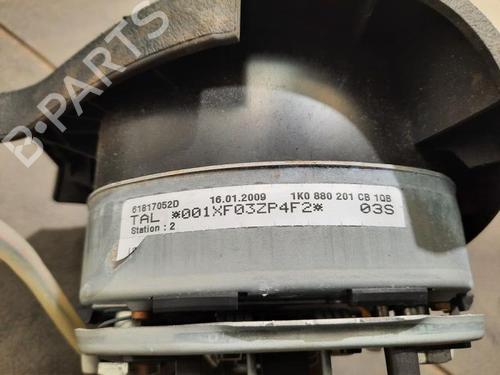 B-PARTS
61817052D 16.01.2009 1K0 880 201 CB 1QB
TAL *001XF03ZP4F2* 03S
Station : 2